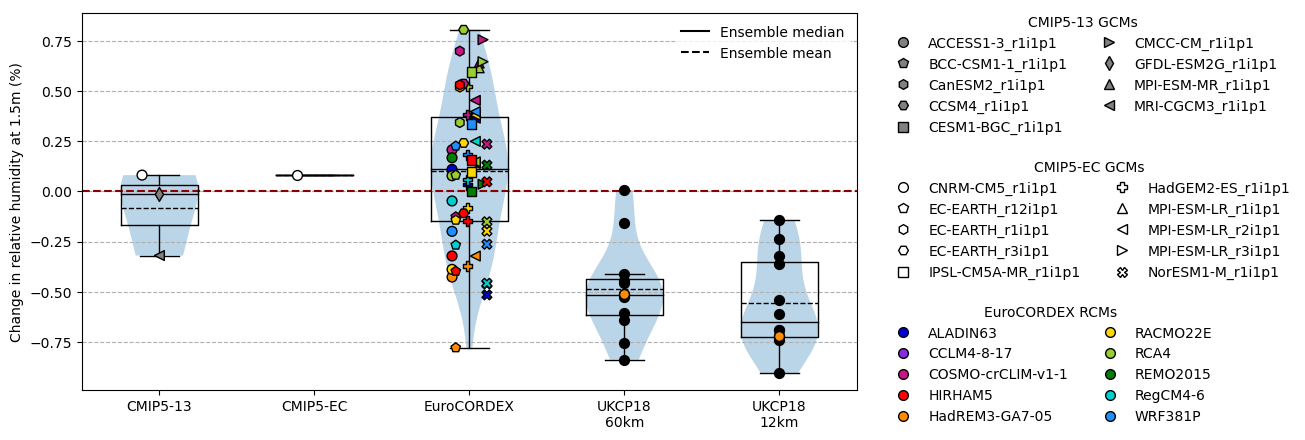 Change in relative humidity at 1.5m (%)
0.75
0.50
0.25
0.00
−0.25
−0.50
−0.75
Ensemble median
Ensemble mean
CMIP5-13
CMIP5-EC
EuroCORDEX
UKCP18
60km
UKCP18
12km
CMIP5-13 GCMs
ACCESS1-3_r1i1p1
BCC-CSM1-1_r1i1p1
CanESM2_r1i1p1
CCSM4_r1i1p1
CESM1-BGC_r1i1p1
CMCC-CM_r1i1p1
GFDL-ESM2G_r1i1p1
MPI-ESM-MR_r1i1p1
MRI-CGCM3_r1i1p1
CMIP5-EC GCMs
CNRM-CM5_r1i1p1
EC-EARTH_r12i1p1
EC-EARTH_r1i1p1
EC-EARTH_r3i1p1
IPSL-CM5A-MR_r1i1p1
HadGEM2-ES_r1i1p1
MPI-ESM-LR_r1i1p1
MPI-ESM-LR_r2i1p1
MPI-ESM-LR_r3i1p1
NorESM1-M_r1i1p1
EuroCORDEX RCMs
ALADIN63
CCLM4-8-17
COSMO-crCLIM-v1-1
HIRHAM5
HadREM3-GA7-05
RACMO22E
RCA4
REMO2015
RegCM4-6
WRF381P